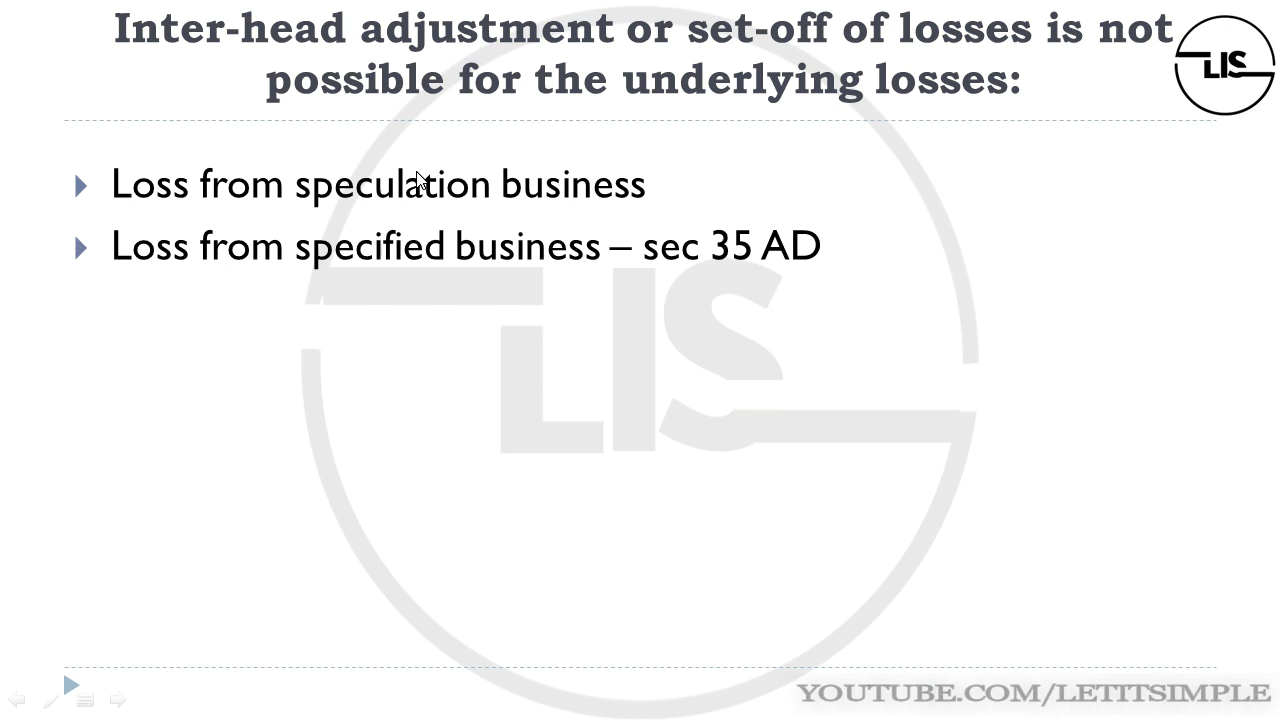 Inter-head adjustment or set-off of losses is not
possible for the underlying losses:
LIS
Loss from speculation business
Loss from specified business – sec 35 AD
LIS
YOUTUBE.COM/LETITSIMPLE